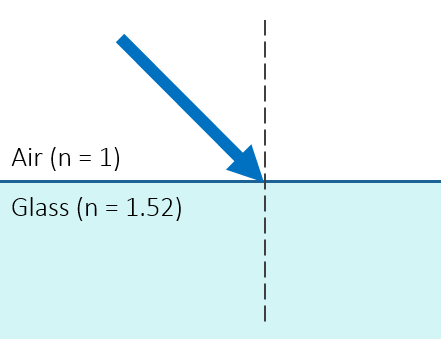 Air (n = 1)
Glass (n = 1.52)